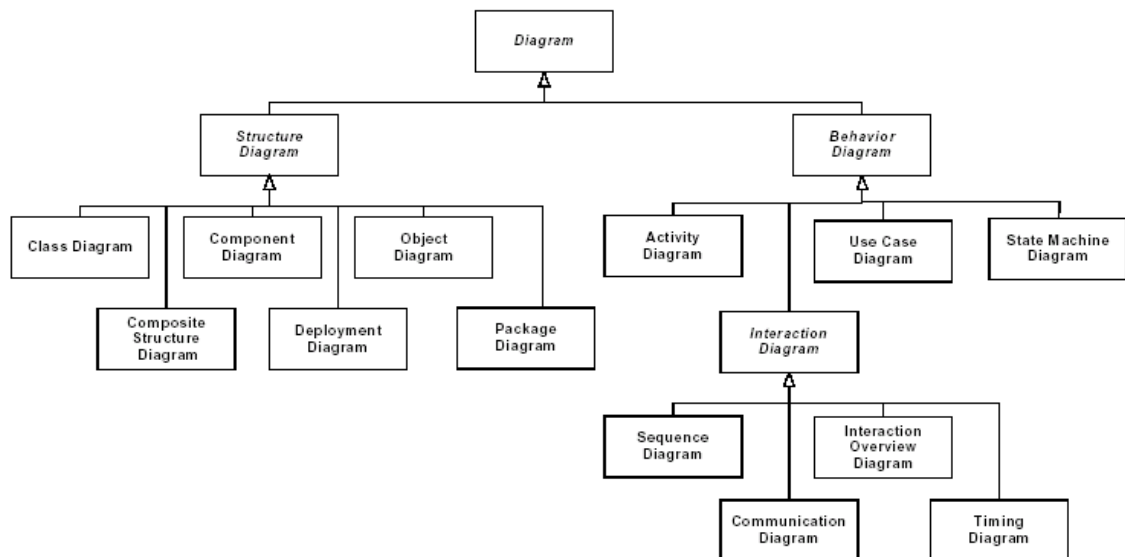 Diagram
Structure
Diagram
Behavior
Diagram
Class Diagram
Component
Diagram
Object
Diagram
Activity
Diagram
Use Case
Diagram
State Machine
Diagram
Composite
Structure
Diagram
Deployment
Diagram
Package
Diagram
Interaction
Diagram
Sequence
Diagram
Interaction
Overview
Diagram
Communication
Diagram
Timing
Diagram